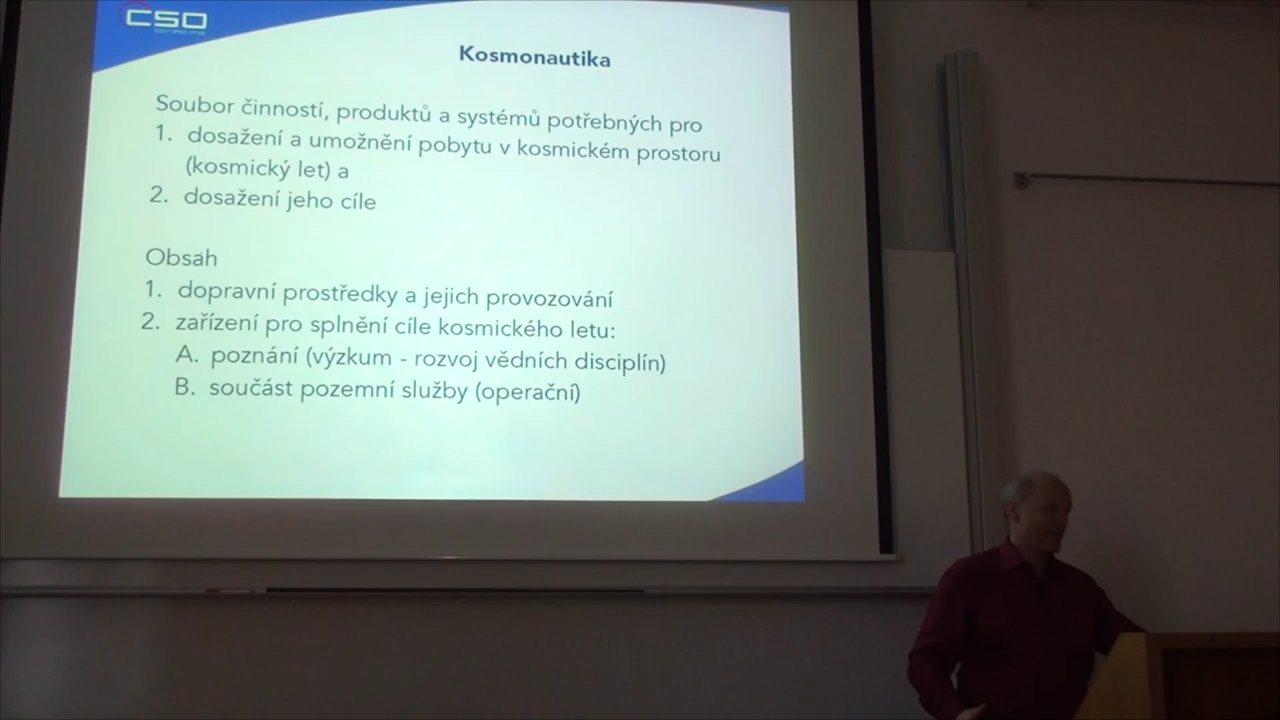 CSO
Kosmonautika
Soubor činností, produktů a systémů potřebných pro
1. dosažení a umožnění pobytu v kosmickém prostoru
(kosmický let) a
2. dosažení jeho cíle
Obsah
1. dopravní prostředky a jejich provozování
2. zařízení pro splnění cíle kosmického letu:
A. poznání (výzkum - rozvoj vědních disciplín)
B. součást pozemní služby (operační)